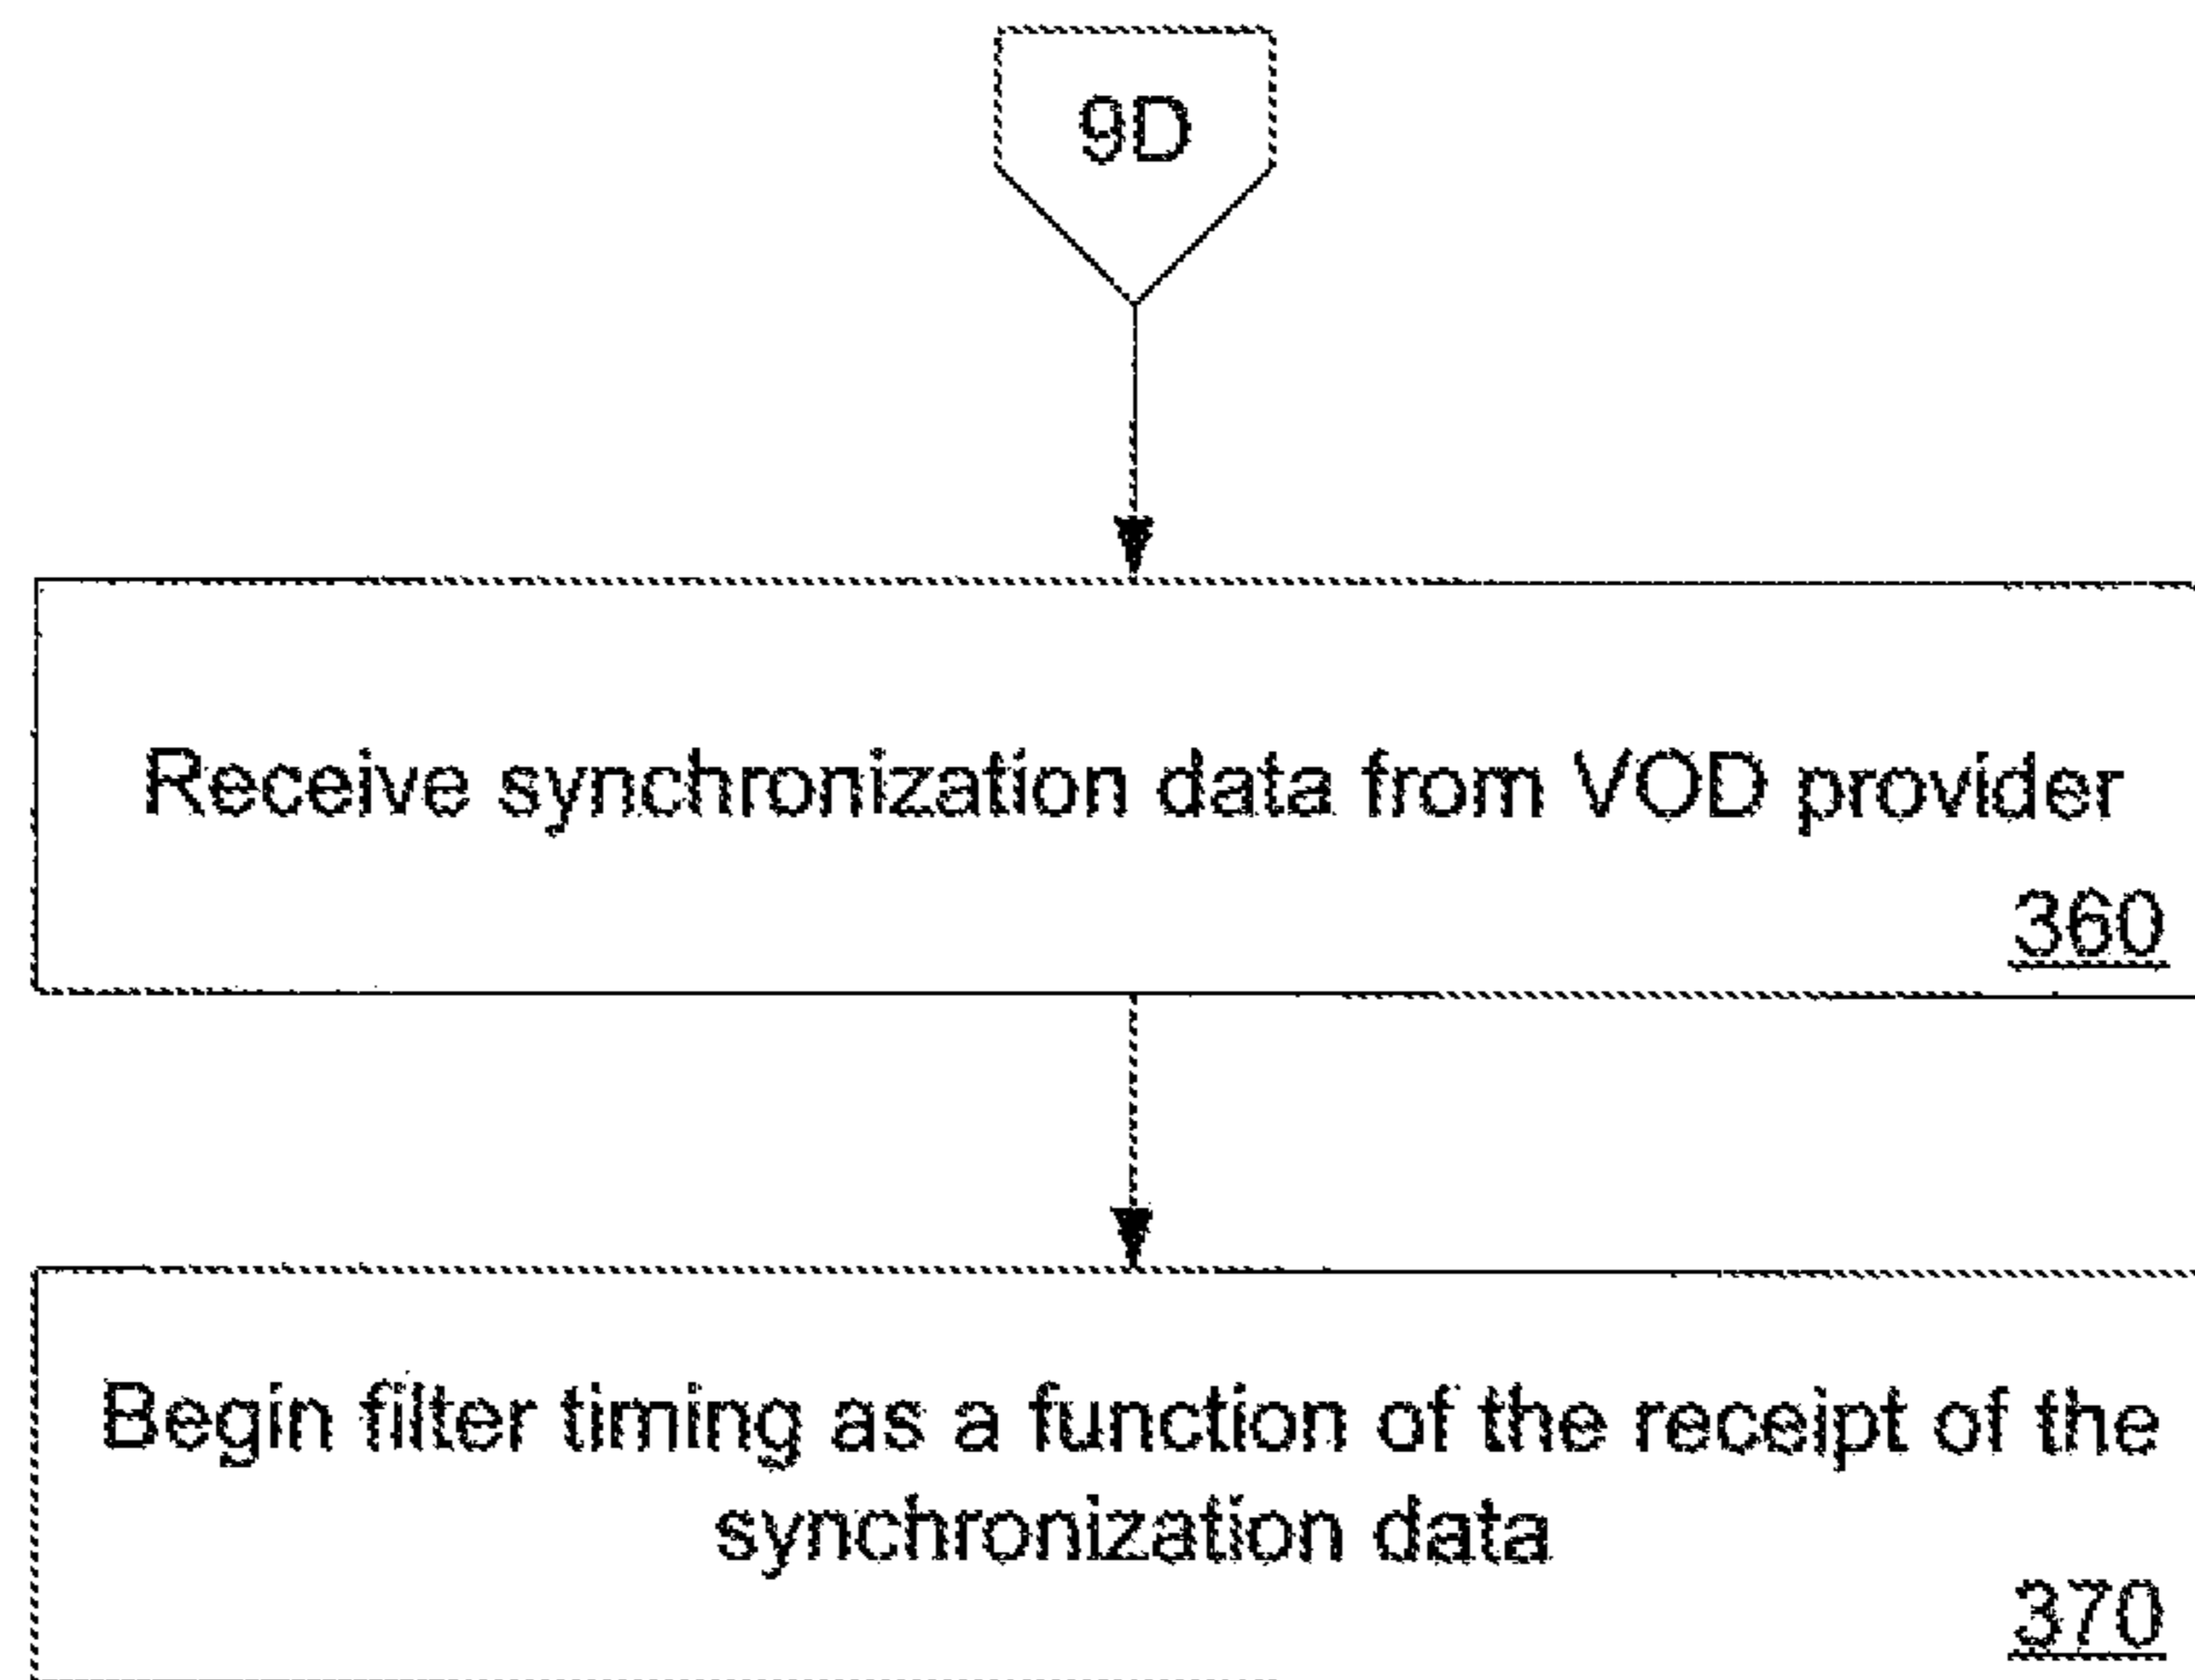 9D
Receive synchronization data from VOD provider
360
Begin filter timing as a function of the receipt of the
synchronization data
370